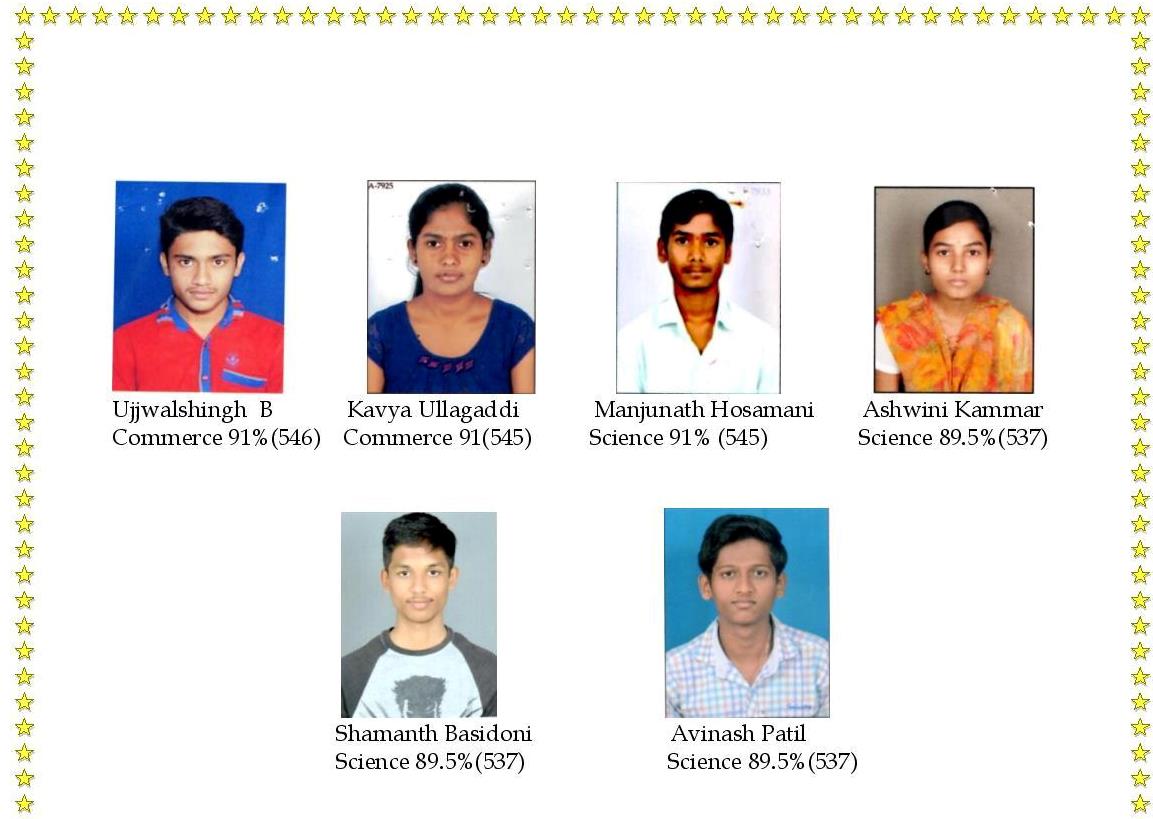 A-7925
Ujjwalshingh B
Commerce 91%(546)
Kavya Ullagaddi
Commerce 91(545)
Manjunath Hosamani
Science 91% (545)
Ashwini Kammar
Science 89.5%(537)
Shamanth Basidoni
Science 89.5%(537)
Avinash Patil
Science 89.5%(537)